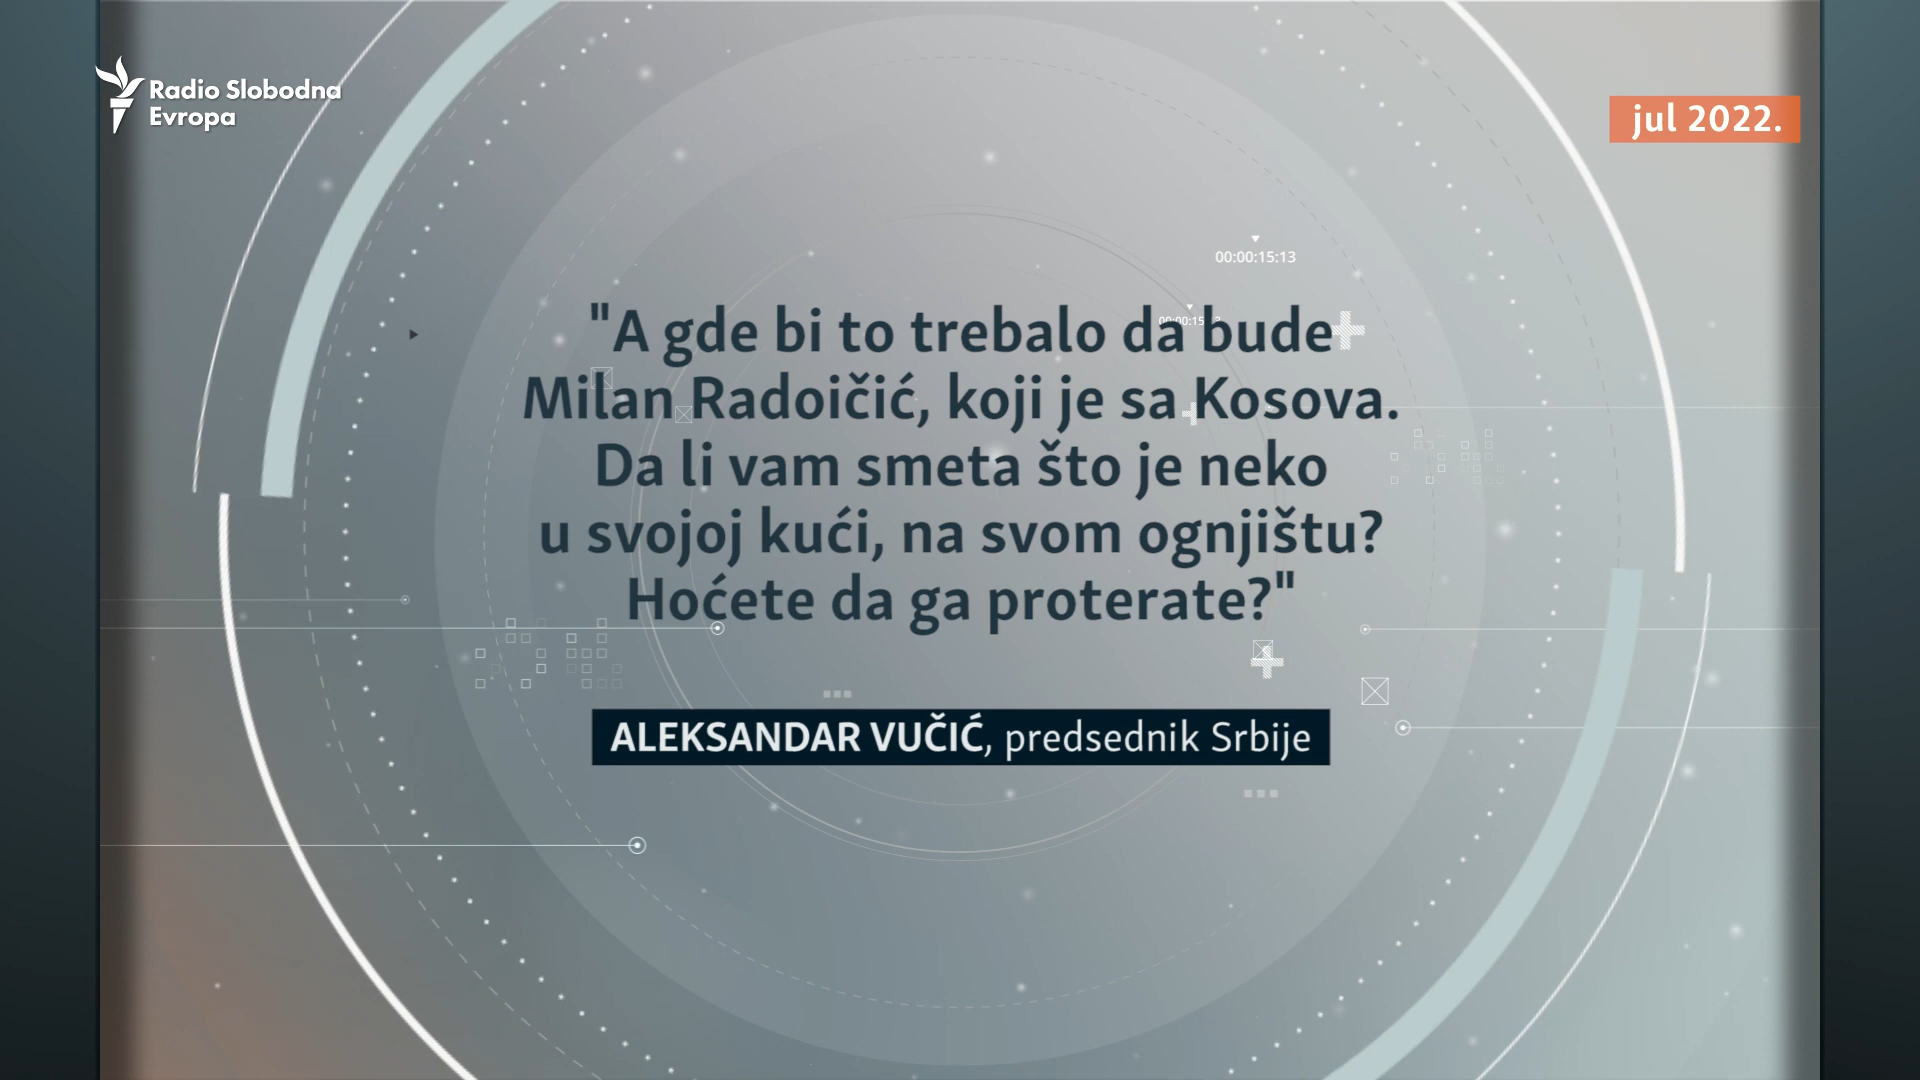 Radio Slobodna
Evropa
jul 2022.
00:00:15:13
"A gde bi to trebalo da bude
Milan Radoičić, koji je sa Kosova.
Da li vam smeta što je neko
u svojoj kući, na svom ognjištu?
Hoćete da ga proterate?"
ALEKSANDAR VUČIĆ, predsednik Srbije